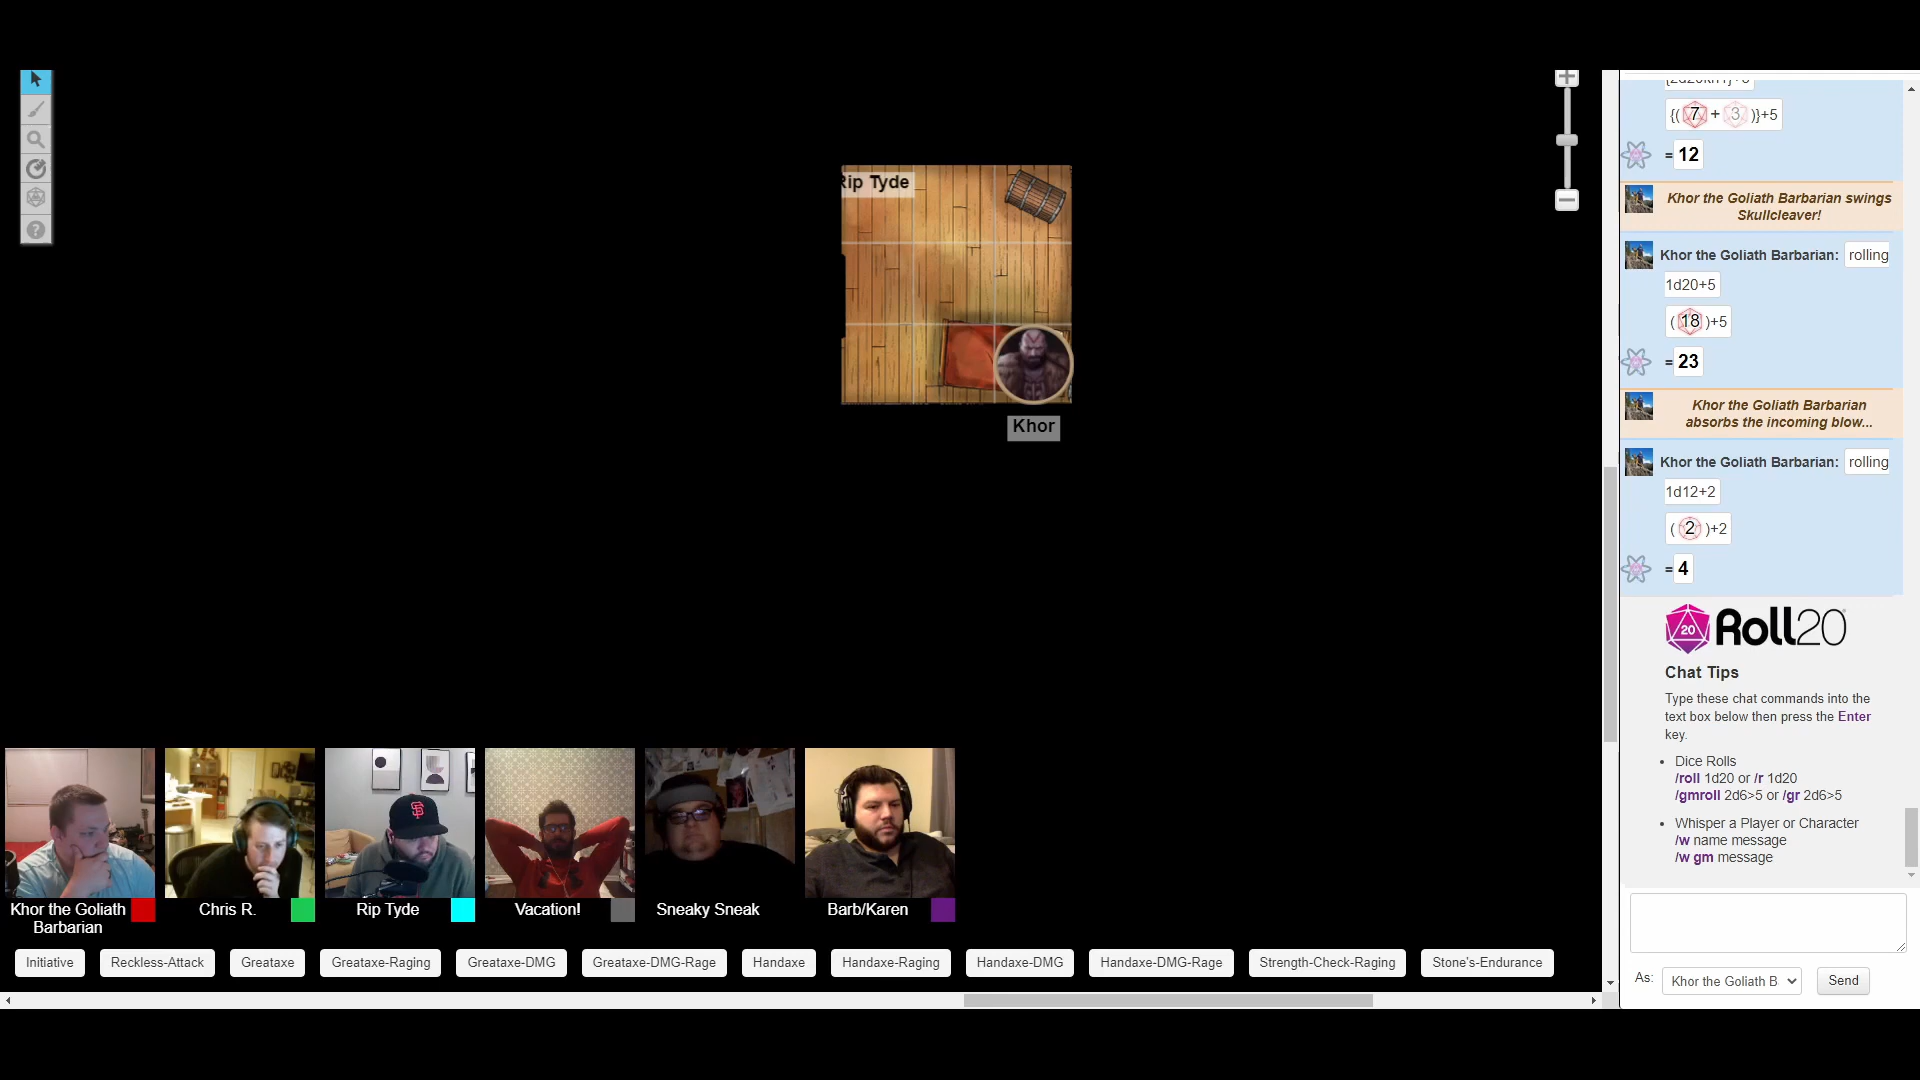 Rip Tyde
Khor
Khor the Goliath
Barbarian
Chris R.
Rip Tyde
Vacation!
Sneaky Sneak
Barb/Karen
Initiative
Reckless-Attack
Greataxe
Greataxe-Raging
Greataxe-DMG
Greataxe-DMG-Rage
Handaxe
Handaxe-Raging
Handaxe-DMG
Handaxe-DMG-Rage
Strength-Check-Raging
Stone's-Endurance
{(7+3)}+5
=12
Khor the Goliath Barbarian swings
Skullcleaver!
Khor the Goliath Barbarian: rolling
1d20+5
(18)+5
=23
Khor the Goliath Barbarian
absorbs the incoming blow...
Khor the Goliath Barbarian: rolling
1d12+2
(2)+2
=4
20 Roll20
Chat Tips
Type these chat commands into the
text box below then press the Enter
key.
• Dice Rolls
/roll 1d20 or /r 1d20
/gmroll 2d6>5 or /gr 2d6>5
• Whisper a Player or Character
/w name message
/w gm message
As: Khor the Goliath B Send